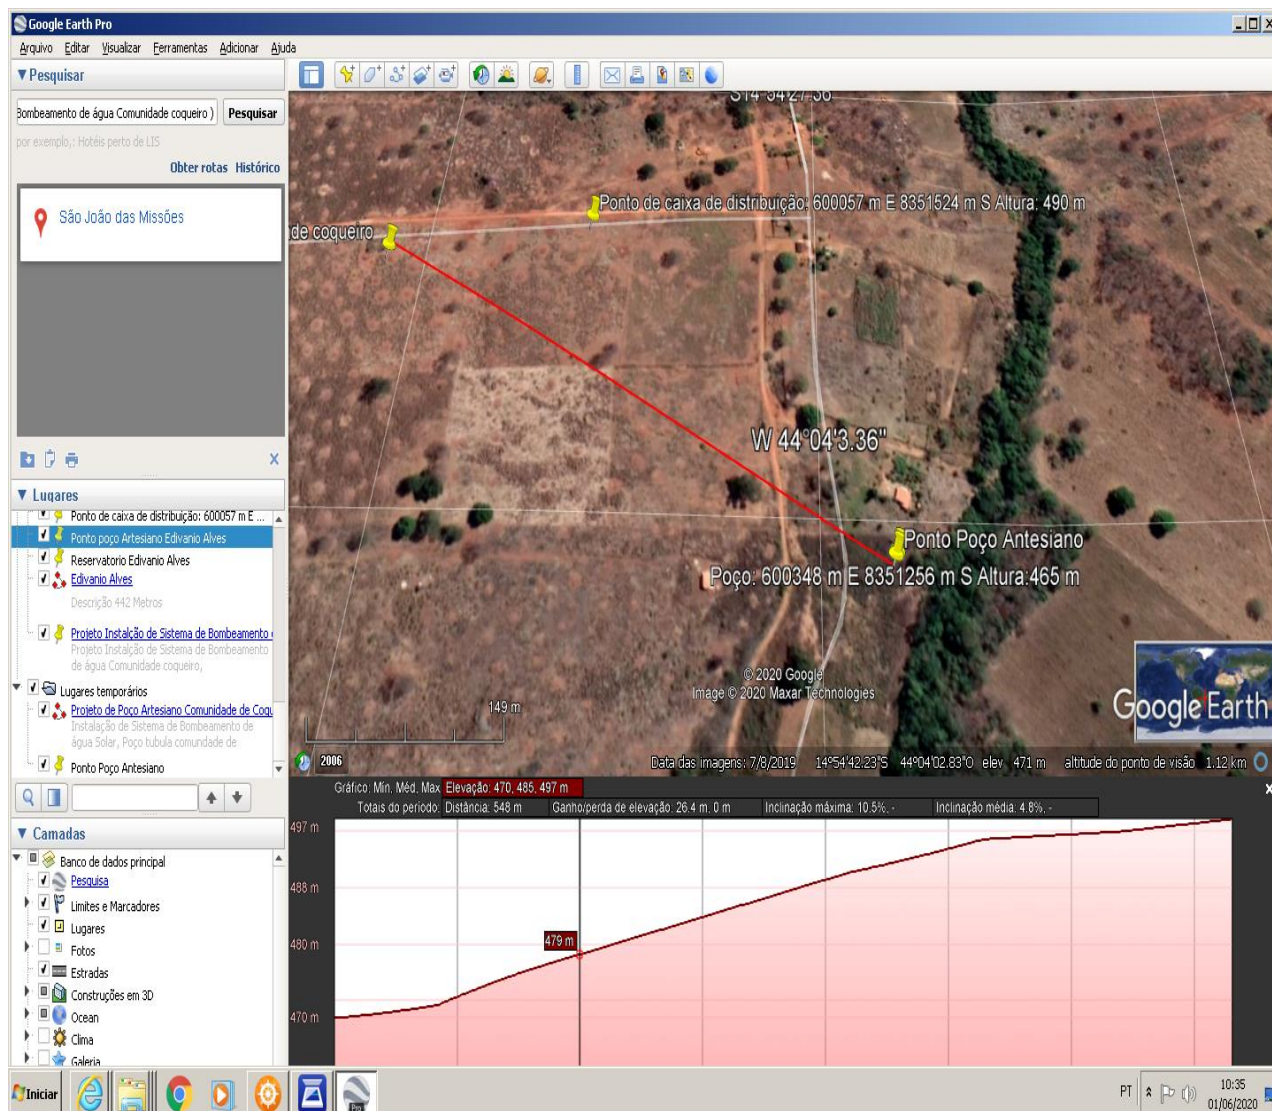 Google Earth Pro
Arquivo Editar Visualizar Ferramentas Adicionar Ajuda
Pesquisar
Bombeamento de água Comunidade coqueiro ) Pesquisar
por exemplo,: Hotéis perto de LIS
Obter rotas Histórico
São João das Missões
Lugares
Ponto de caixa de distribuição: 600057 m E ...
Ponto poço Artesiano Edivanio Alves
Reservatorio Edivanio Alves
Edivanio Alves
Descrição 442 Metros
Projeto Instalção de Sistema de Bombeamento
Projeto Instalção de Sistema de Bombeamento
de água Comunidade coqueiro,
Lugares temporários
Projeto de Poço Artesiano Comunidade de Coqu
Instalação de Sistema de Bombeamento de
água Solar, Poço tubula comundade de
Ponto Poço Antesiano
Camadas
Banco de dados principal
Pesquisa
Limites e Marcadores
Lugares
Fotos
Estradas
Construções em 3D
Ocean
Clima
Galeria
S14°54'27.36"
Ponto de caixa de distribuição: 600057 m E 8351524 m S Altura: 490 m
de coqueiro
W 44°04'3.36"
Ponto Poço Antesiano
Poço: 600348 m E 8351256 m S Altura:465 m
© 2020 Google
Image © 2020 Maxar Technologies
Google Earth
149 m
2006
Data das imagens: 7/8/2019 14°54'42.23"S 44°04'02.83"O elev 471 m altitude do ponto de visão 1.12 km
Gráfico: Mín, Méd, Max Elevação: 470, 485, 497 m
Totais do período: Distância: 548 m Ganho/perda de elevação: 26.4 m, 0 m Inclinação máxima: 10.5%, - Inclinação média: 4.8%, -
497 m
488 m
479 m
480 m
470 m
Iniciar
Pro
PT
10:35
01/06/2020